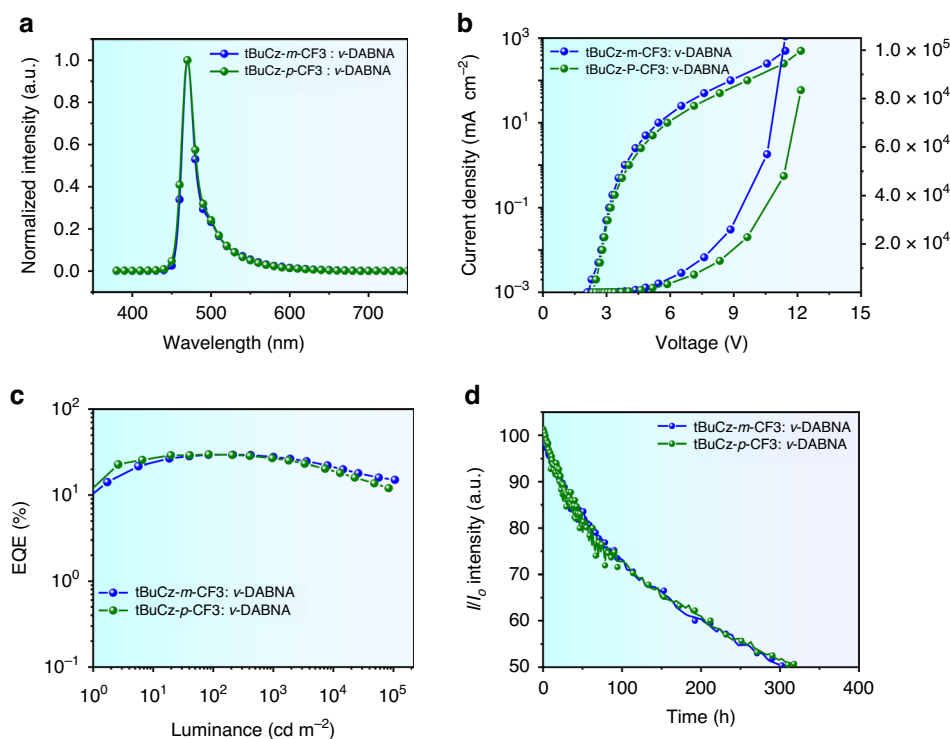 a
Normalized intensity (a.u.)
1.0
0.8
0.6
0.4
0.2
0.0
tBuCz-m-CF3 : v-DABNA
tBuCz-p-CF3 : v-DABNA
400 500 600 700
Wavelength (nm)
b
Current density (mA cm⁻²)
10³
10¹
10⁻¹
10⁻³
tBuCz-m-CF3: v-DABNA
tBuCz-P-CF3: v-DABNA
1.0 × 10⁵
8.0 × 10⁴
6.0 × 10⁴
4.0 × 10⁴
2.0 × 10⁴
0 3 6 9 12 15
Voltage (V)
c
EQE (%)
10²
10¹
10⁰
10⁻¹
tBuCz-m-CF3: v-DABNA
tBuCz-p-CF3: v-DABNA
10⁰ 10¹ 10² 10³ 10⁴ 10⁵
Luminance (cd m⁻²)
d
I/Iₒ intensity (a.u.)
100
90
80
70
60
50
tBuCz-m-CF3: v-DABNA
tBuCz-p-CF3: v-DABNA
0 100 200 300 400
Time (h)